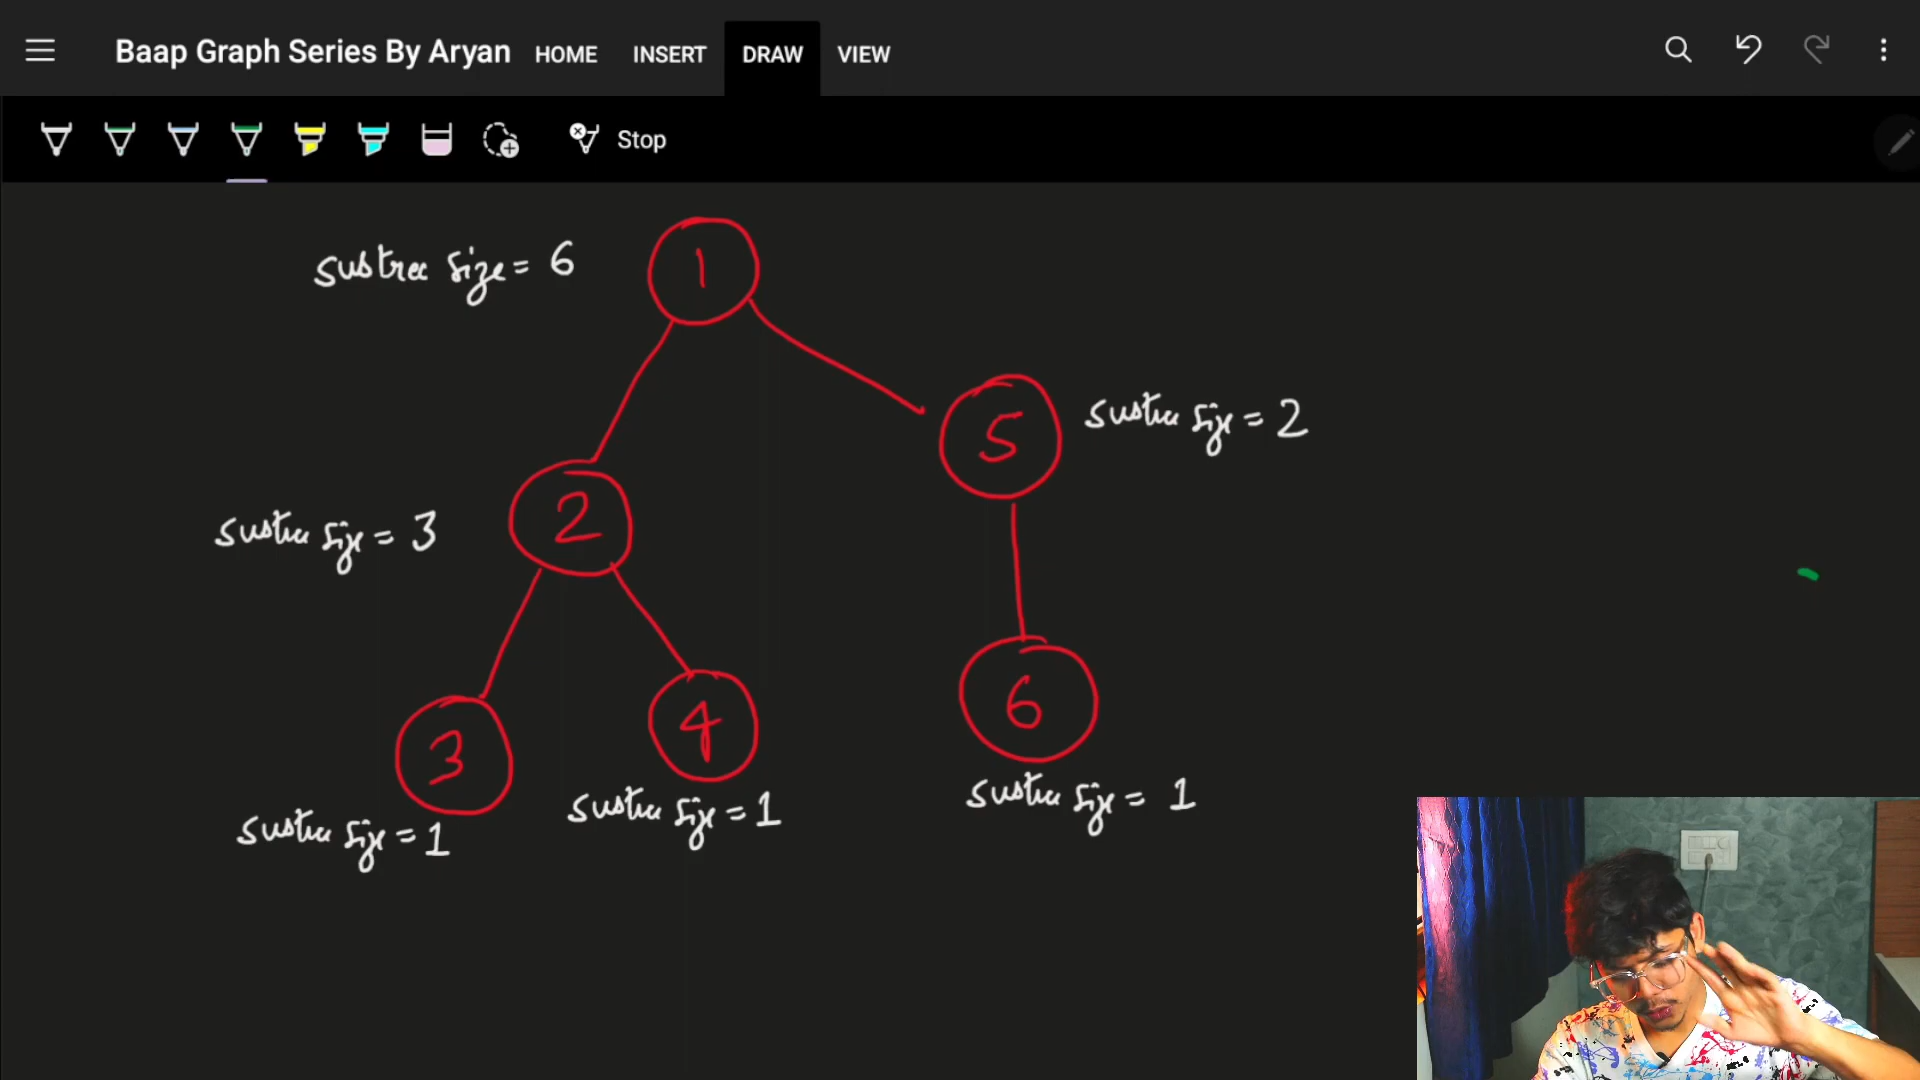 Baap Graph Series By Aryan HOME INSERT DRAW VIEW
Stop
Subtree Size = 6
1
5
Subtree Size = 2
2
Subtree Size = 3
3
4
6
Subtree Size = 1
Subtree Size = 1
Subtree Size = 1